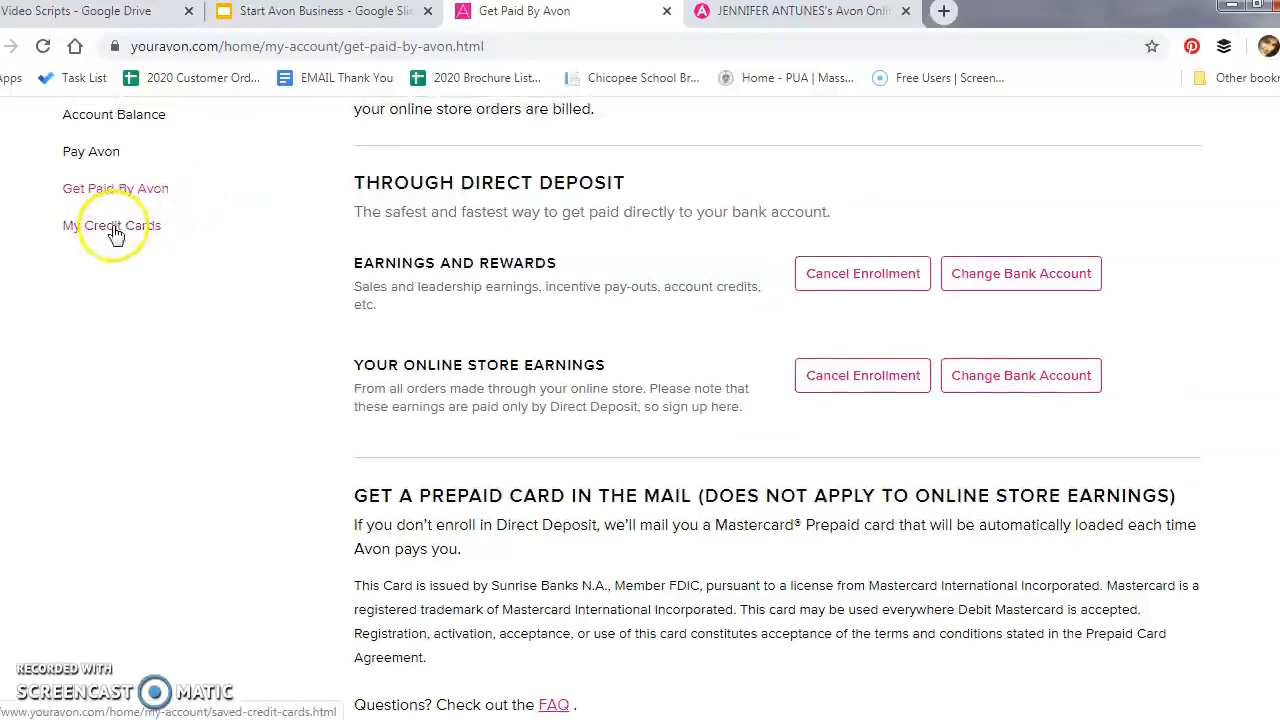 Video Scripts - Google Drive
Start Avon Business - Google Slid
Get Paid By Avon
JENNIFER ANTUNES's Avon Onli
youravon.com/home/my-account/get-paid-by-avon.html
Apps
Task List
2020 Customer Ord...
EMAIL Thank You
2020 Brochure List...
Chicopee School Br...
Home - PUA | Mass...
Free Users | Screen...
Other bookr
Account Balance
Pay Avon
Get Paid By Avon
My Credit Cards
your online store orders are billed.
THROUGH DIRECT DEPOSIT
The safest and fastest way to get paid directly to your bank account.
EARNINGS AND REWARDS
Sales and leadership earnings, incentive pay-outs, account credits,
etc.
Cancel Enrollment
Change Bank Account
YOUR ONLINE STORE EARNINGS
From all orders made through your online store. Please note that
these earnings are paid only by Direct Deposit, so sign up here.
Cancel Enrollment
Change Bank Account
GET A PREPAID CARD IN THE MAIL (DOES NOT APPLY TO ONLINE STORE EARNINGS)
If you don't enroll in Direct Deposit, we'll mail you a Mastercard® Prepaid card that will be automatically loaded each time
Avon pays you.
This Card is issued by Sunrise Banks N.A., Member FDIC, pursuant to a license from Mastercard International Incorporated. Mastercard is a
registered trademark of Mastercard International Incorporated. This card may be used everywhere Debit Mastercard is accepted.
Registration, activation, acceptance, or use of this card constitutes acceptance of the terms and conditions stated in the Prepaid Card
Agreement.
Questions? Check out the FAQ .
RECORDED WITH
SCREENCAST MATIC
www.youravon.com/home/my-account/saved-credit-cards.html